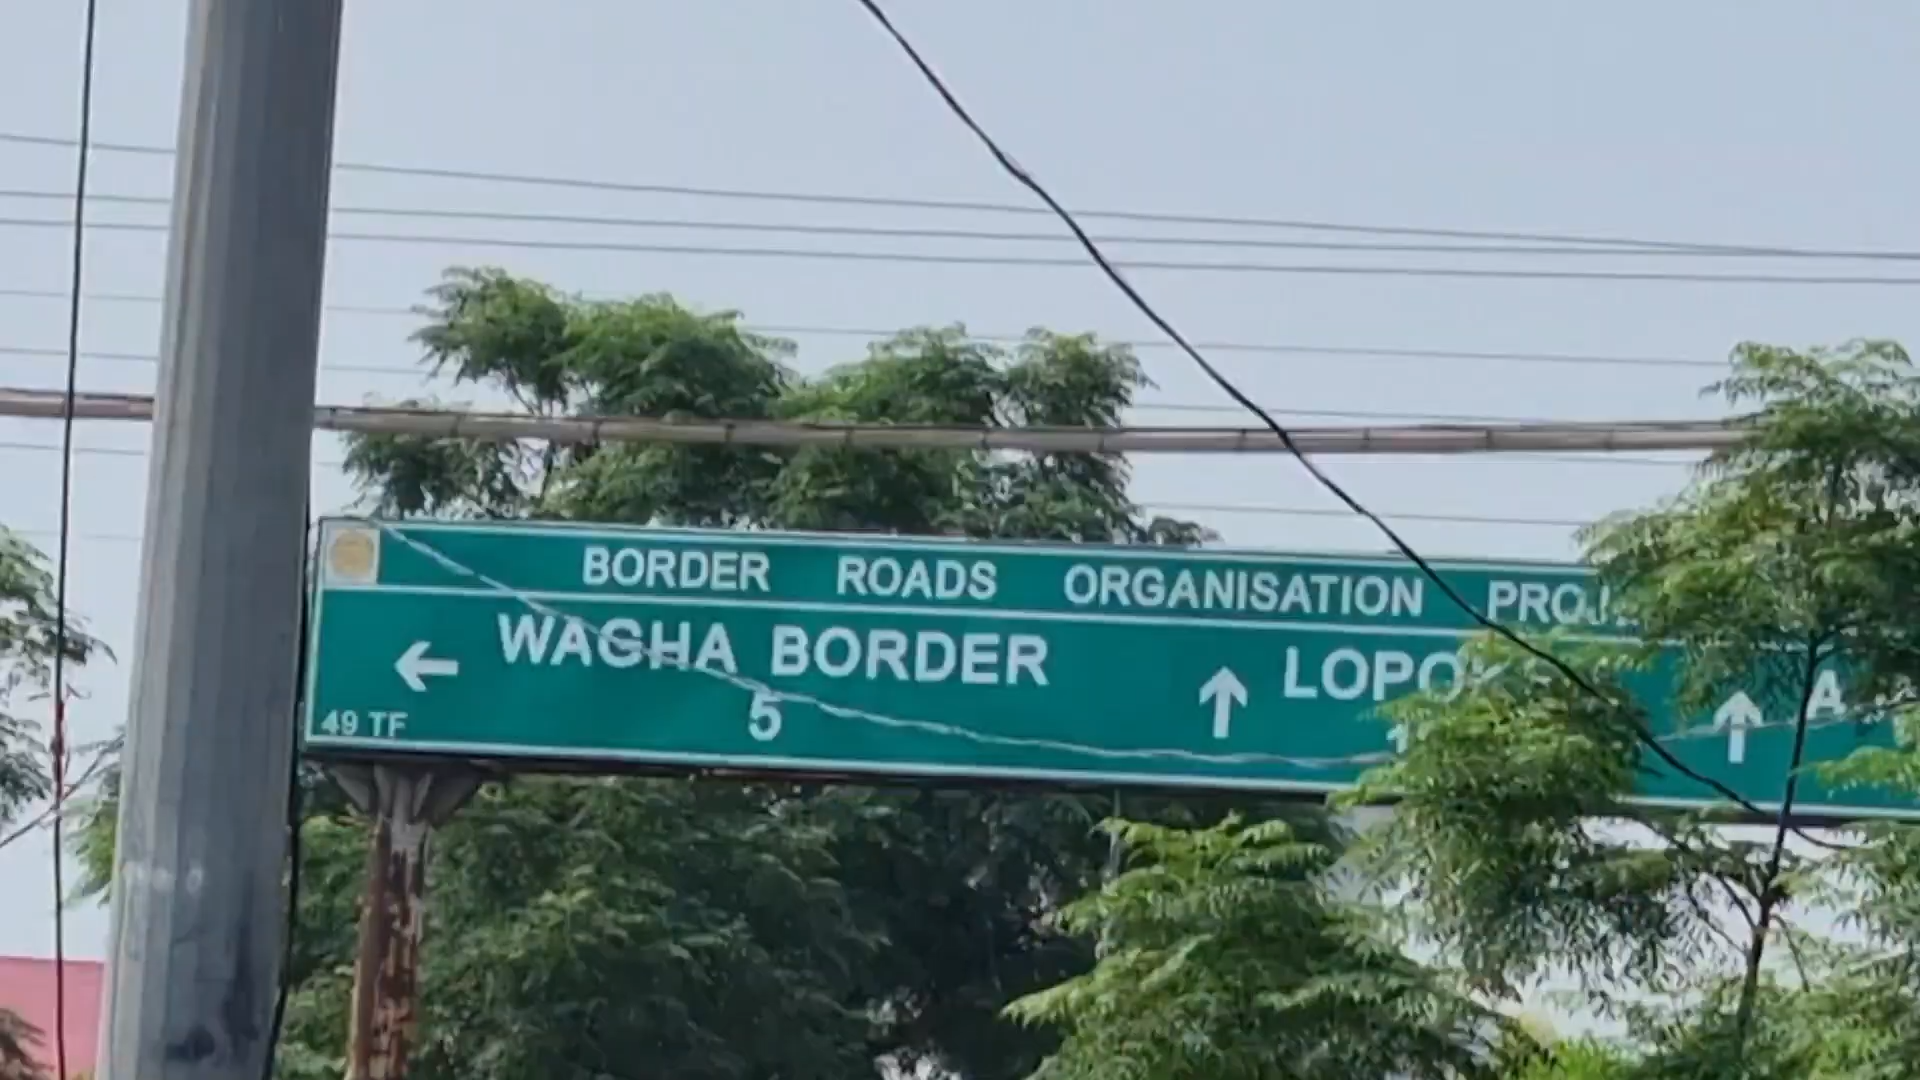 BORDER ROADS ORGANISATION
← WAGHA BORDER ↑ ↑
5
49 TF